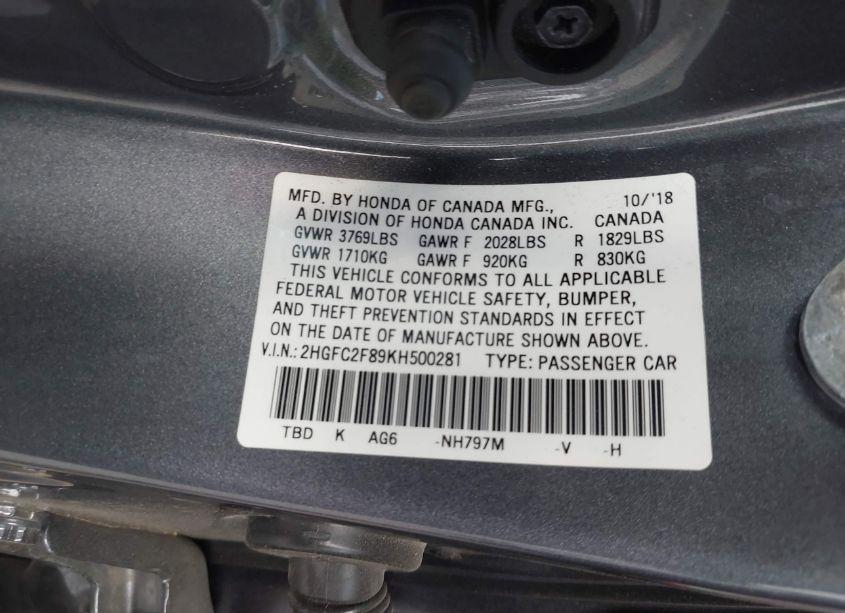 MFD. BY HONDA OF CANADA MFG., 10/'18
A DIVISION OF HONDA CANADA INC. CANADA
GVWR 3769LBS GAWR F 2028LBS R 1829LBS
GVWR 1710KG GAWR F 920KG R 830KG
THIS VEHICLE CONFORMS TO ALL APPLICABLE
FEDERAL MOTOR VEHICLE SAFETY, BUMPER,
AND THEFT PREVENTION STANDARDS IN EFFECT
ON THE DATE OF MANUFACTURE SHOWN ABOVE.
V.I.N.: 2HGFC2F89KH500281 TYPE: PASSENGER CAR
TBD K AG6 -NH797M -V -H